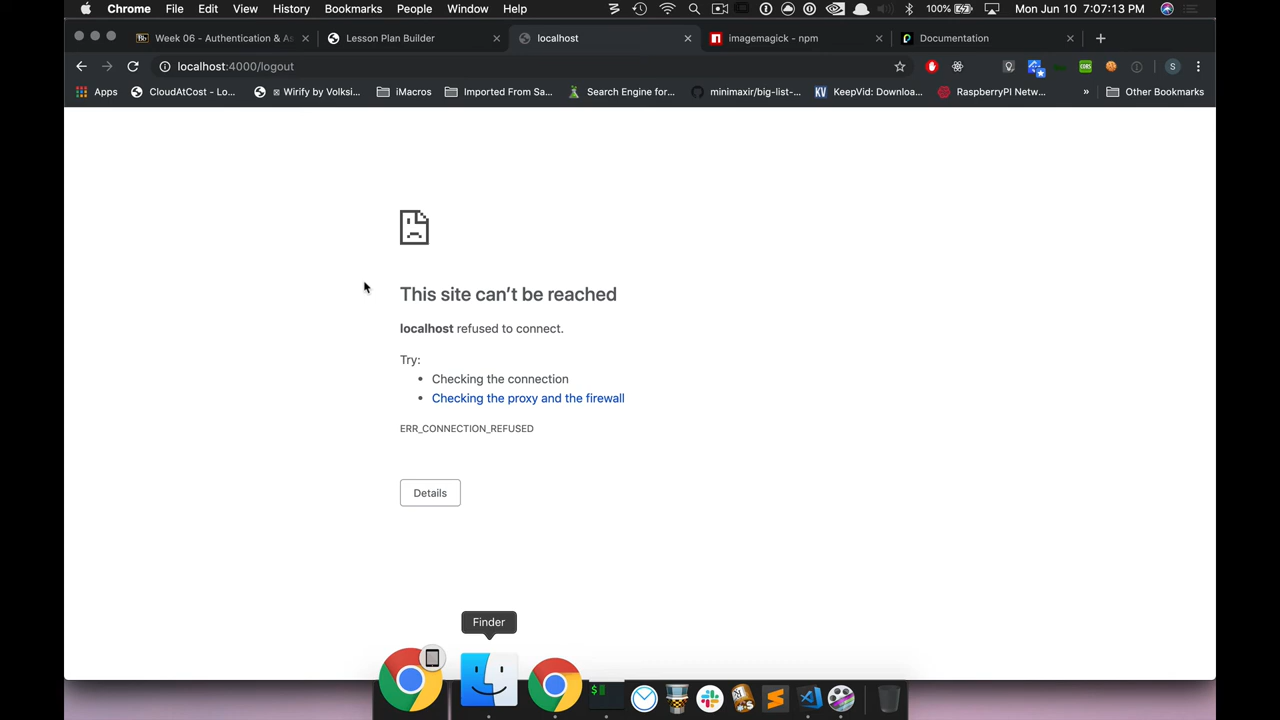 Chrome File Edit View History Bookmarks People Window Help 100% Mon Jun 10 7:07:13 PM
Week 06 - Authentication & As
Lesson Plan Builder
localhost
imagemagick - npm
Documentation
localhost:4000/logout
CORS
S
Apps
CloudAtCost - Lo...
Wirify by Volksi...
iMacros
Imported From Sa...
Search Engine for...
minimaxir/big-list-...
KV KeepVid: Downloa...
RaspberryPI Netw...
»
Other Bookmarks
This site can't be reached
localhost refused to connect.
Try:
• Checking the connection
• Checking the proxy and the firewall
ERR_CONNECTION_REFUSED
Details
Finder
$